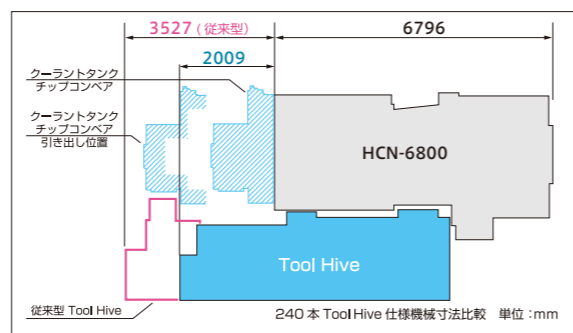 3527 (従来型)
6796
2009
クーラントタンク
チップコンベア
クーラントタンク
チップコンベア
引き出し位置
HCN-6800
Tool Hive
従来型 Tool Hive
240 本 Tool Hive 仕様機械寸法比較 単位:mm